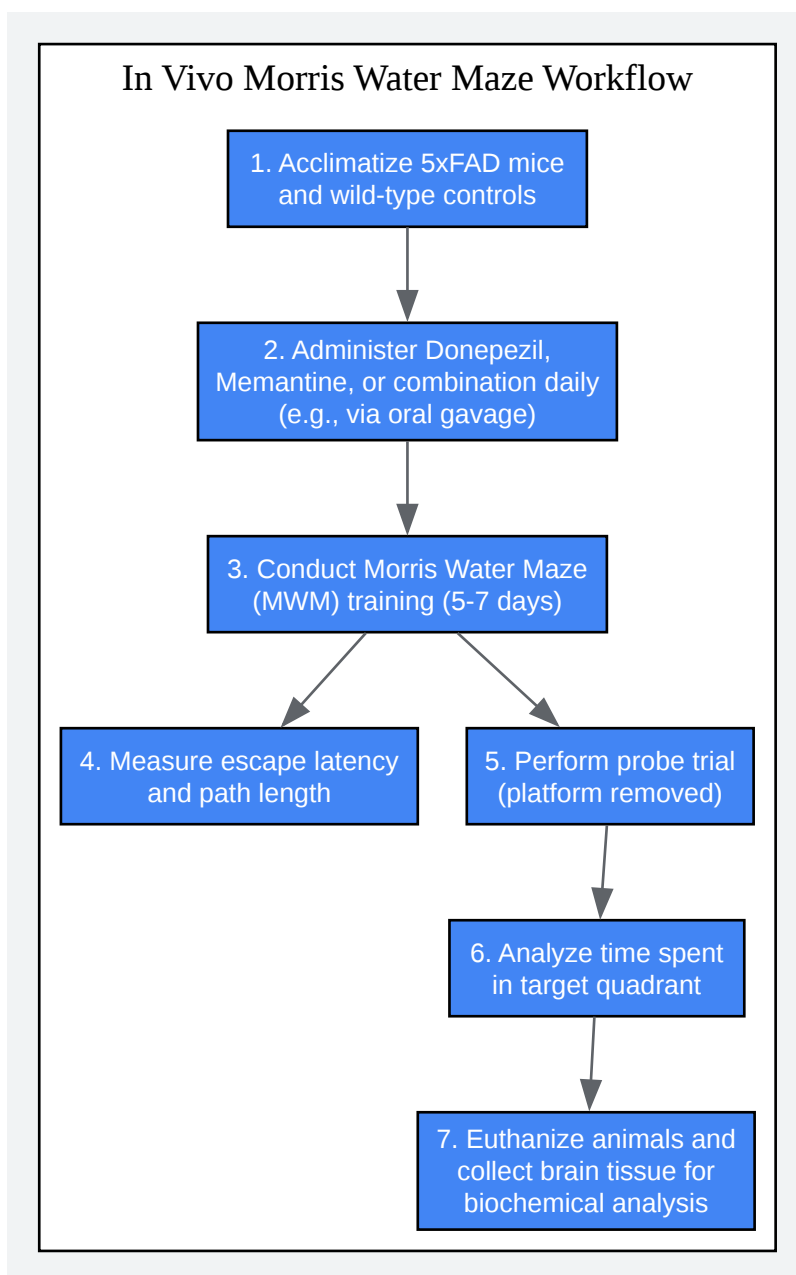 In Vivo Morris Water Maze Workflow
1. Acclimatize 5xFAD mice
and wild-type controls
2. Administer Donepezil,
Memantine, or combination daily
(e.g., via oral gavage)
3. Conduct Morris Water Maze
(MWM) training (5-7 days)
4. Measure escape latency
and path length
5. Perform probe trial
(platform removed)
6. Analyze time spent
in target quadrant
7. Euthanize animals and
collect brain tissue for
biochemical analysis